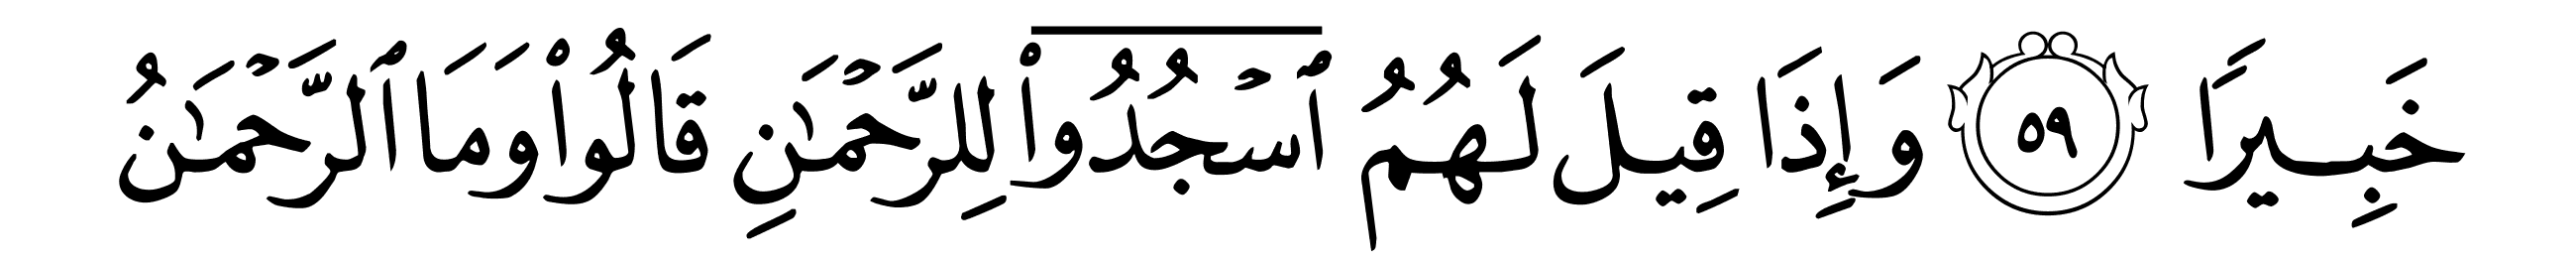 خَبِيرًا ٥٩ وَإِذَا قِيلَ لَهُمُ ٱسْجُدُوا۟ لِلرَّحْمَـٰنِ قَالُوا۟ وَمَا ٱلرَّحْمَـٰنُ